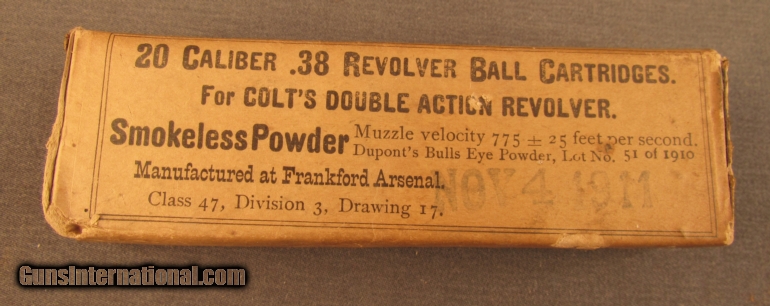 20 CALIBER .38 REVOLVER BALL CARTRIDGES.
FOR COLT'S DOUBLE ACTION REVOLVER.
Smokeless Powder Muzzle velocity 775 ± 25 feet per second.
Dupont's Bulls Eye Powder, Lot No. 51 of 1910
Manufactured at Frankford Arsenal.
NOV 4 1911
Class 47, Division 3, Drawing 17.
GunsInternational.com